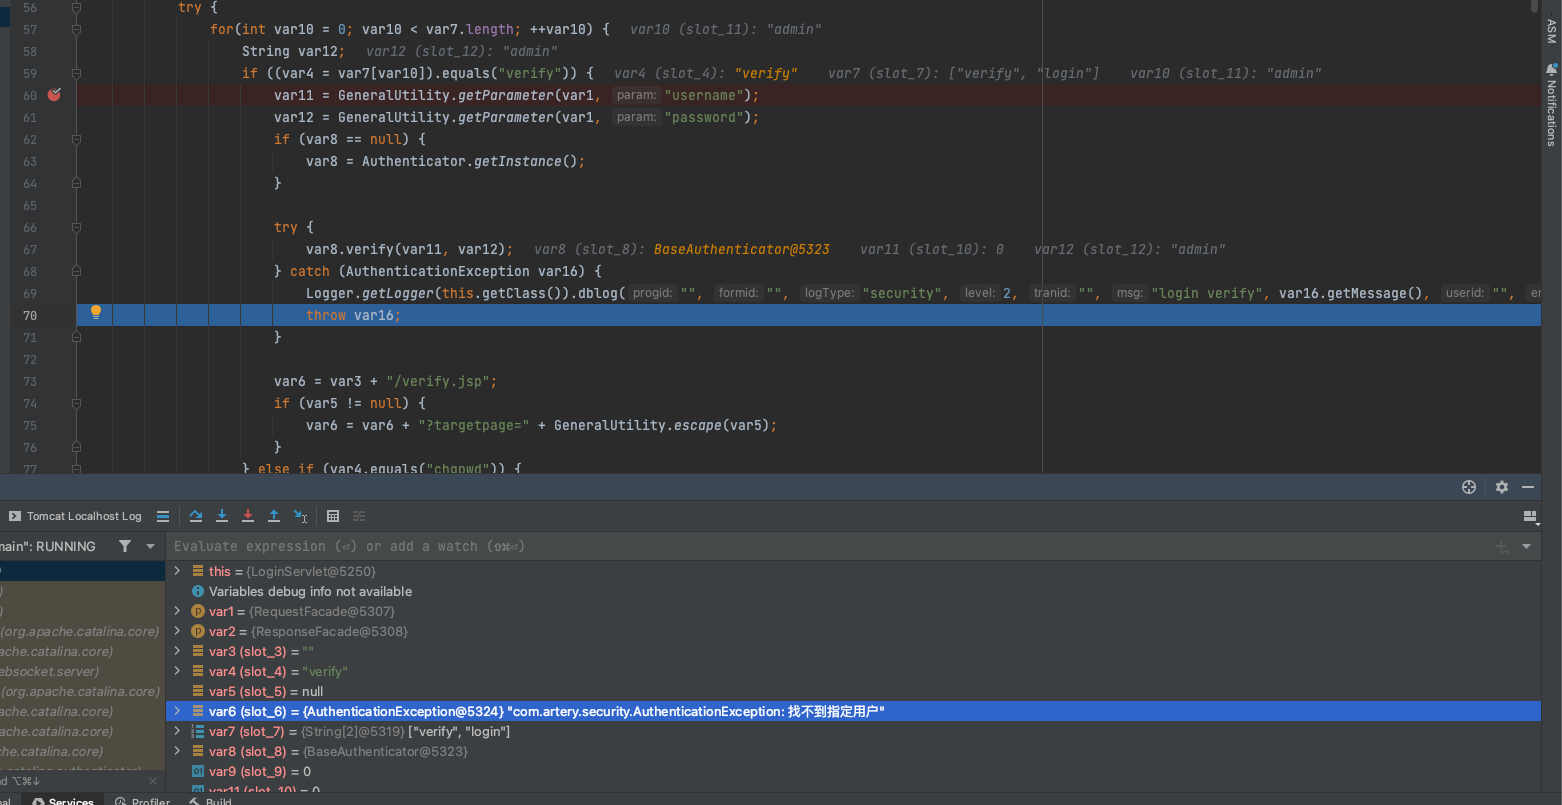 56 try {
57 for(int var10 = 0; var10 < var7.length; ++var10) { var10 (slot_11): "admin"
58 String var12; var12 (slot_12): "admin"
59 if ((var4 = var7[var10]).equals("verify")) { var4 (slot_4): "verify" var7 (slot_7): ["verify", "login"] var10 (slot_11): "admin"
60 var11 = GeneralUtility.getParameter(var1, param: "username");
61 var12 = GeneralUtility.getParameter(var1, param: "password");
62 if (var8 == null) {
63 var8 = Authenticator.getInstance();
64 }
65
66 try {
67 var8.verify(var11, var12); var8 (slot_8): BaseAuthenticator@5323 var11 (slot_10): 0 var12 (slot_12): "admin"
68 } catch (AuthenticationException var16) {
69 Logger.getLogger(this.getClass()).dblog( progid: "", formid: "", logType: "security", level: 2, tranid: "", msg: "login verify", var16.getMessage(), userid: "",
70 throw var16;
71 }
72
73 var6 = var3 + "/verify.jsp";
74 if (var5 != null) {
75 var6 = var6 + "?targetpage=" + GeneralUtility.escape(var5);
76 }
77 } else if (var4.equals("chgpwd")) {
ASM
Notifications
Tomcat Localhost Log
main": RUNNING
Evaluate expression (⏎) or add a watch (⇧⌘⏎)
this = {LoginServlet@5250}
Variables debug info not available
var1 = {RequestFacade@5307}
(org.apache.catalina.core) var2 = {ResponseFacade@5308}
ache.catalina.core) var3 (slot_3) = ""
ebsocket.server) var4 (slot_4) = "verify"
(org.apache.catalina.core) var5 (slot_5) = null
ache.catalina.core) var6 (slot_6) = {AuthenticationException@5324} "com.artery.security.AuthenticationException: 找不到指定用户"
ache.catalina.core) var7 (slot_7) = {String[2]@5319} ["verify", "login"]
che.catalina.core) var8 (slot_8) = {BaseAuthenticator@5323}
var9 (slot_9) = 0
nd ⌥⌘↓ var11 (slot_10) = 0
Services Profiler Build